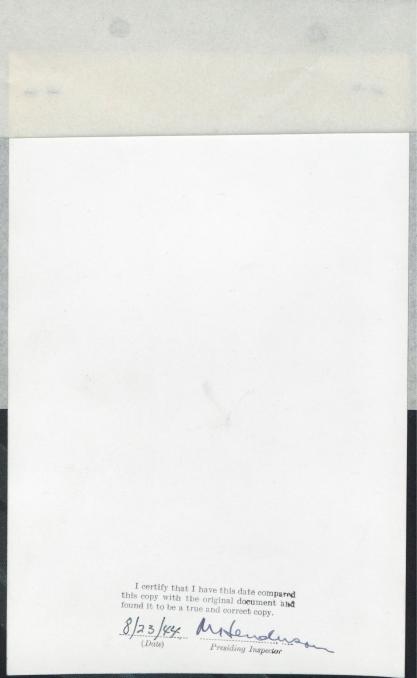 I certify that I have this date compared
this copy with the original document and
found it to be a true and correct copy.
8/23/44 M Henderson
(Date) Presiding Inspector